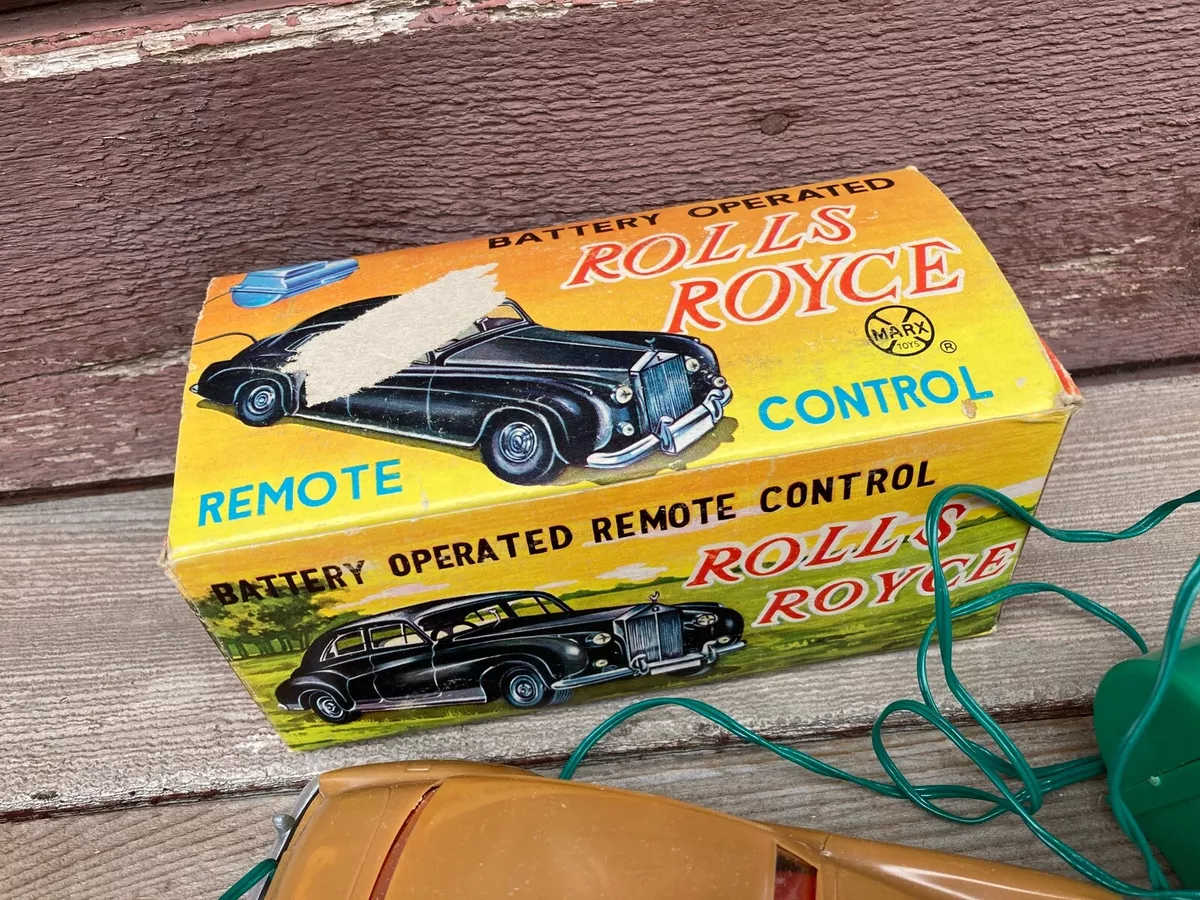 BATTERY OPERATED
ROLLS
ROYCE
MARX
TOYS
®
REMOTE
CONTROL
BATTERY OPERATED REMOTE CONTROL
ROLLS
ROYCE